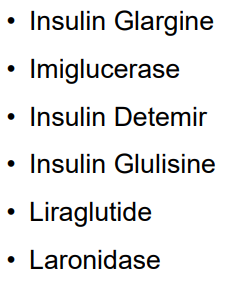 • Insulin Glargine
• Imiglucerase
• Insulin Detemir
• Insulin Glulisine
• Liraglutide
• Laronidase